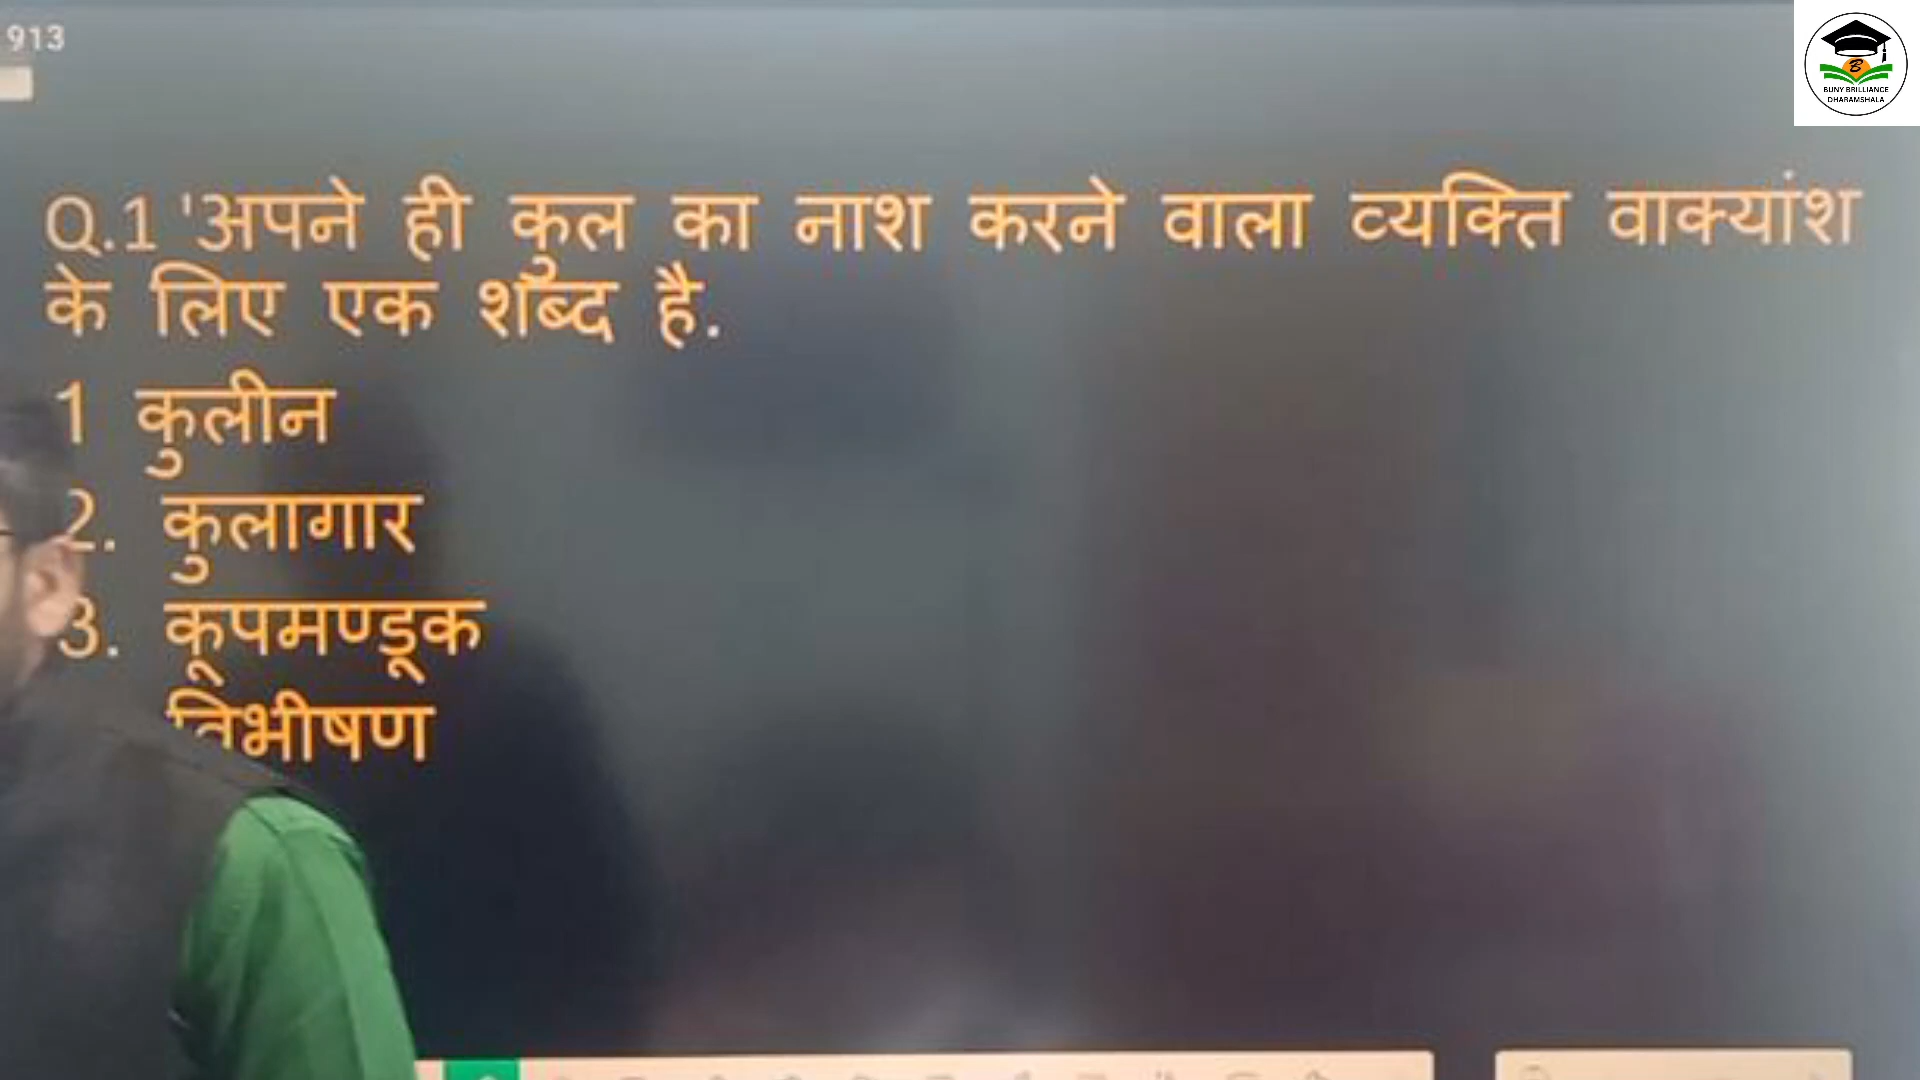 913
BUNY BRILLIANCE
DHARAMSHALA
Q.1 'अपने ही कुल का नाश करने वाला व्यक्ति वाक्यांश
के लिए एक शब्द है.
1 कुलीन
2. कुलागार
3. कूपमण्डूक
विभीषण